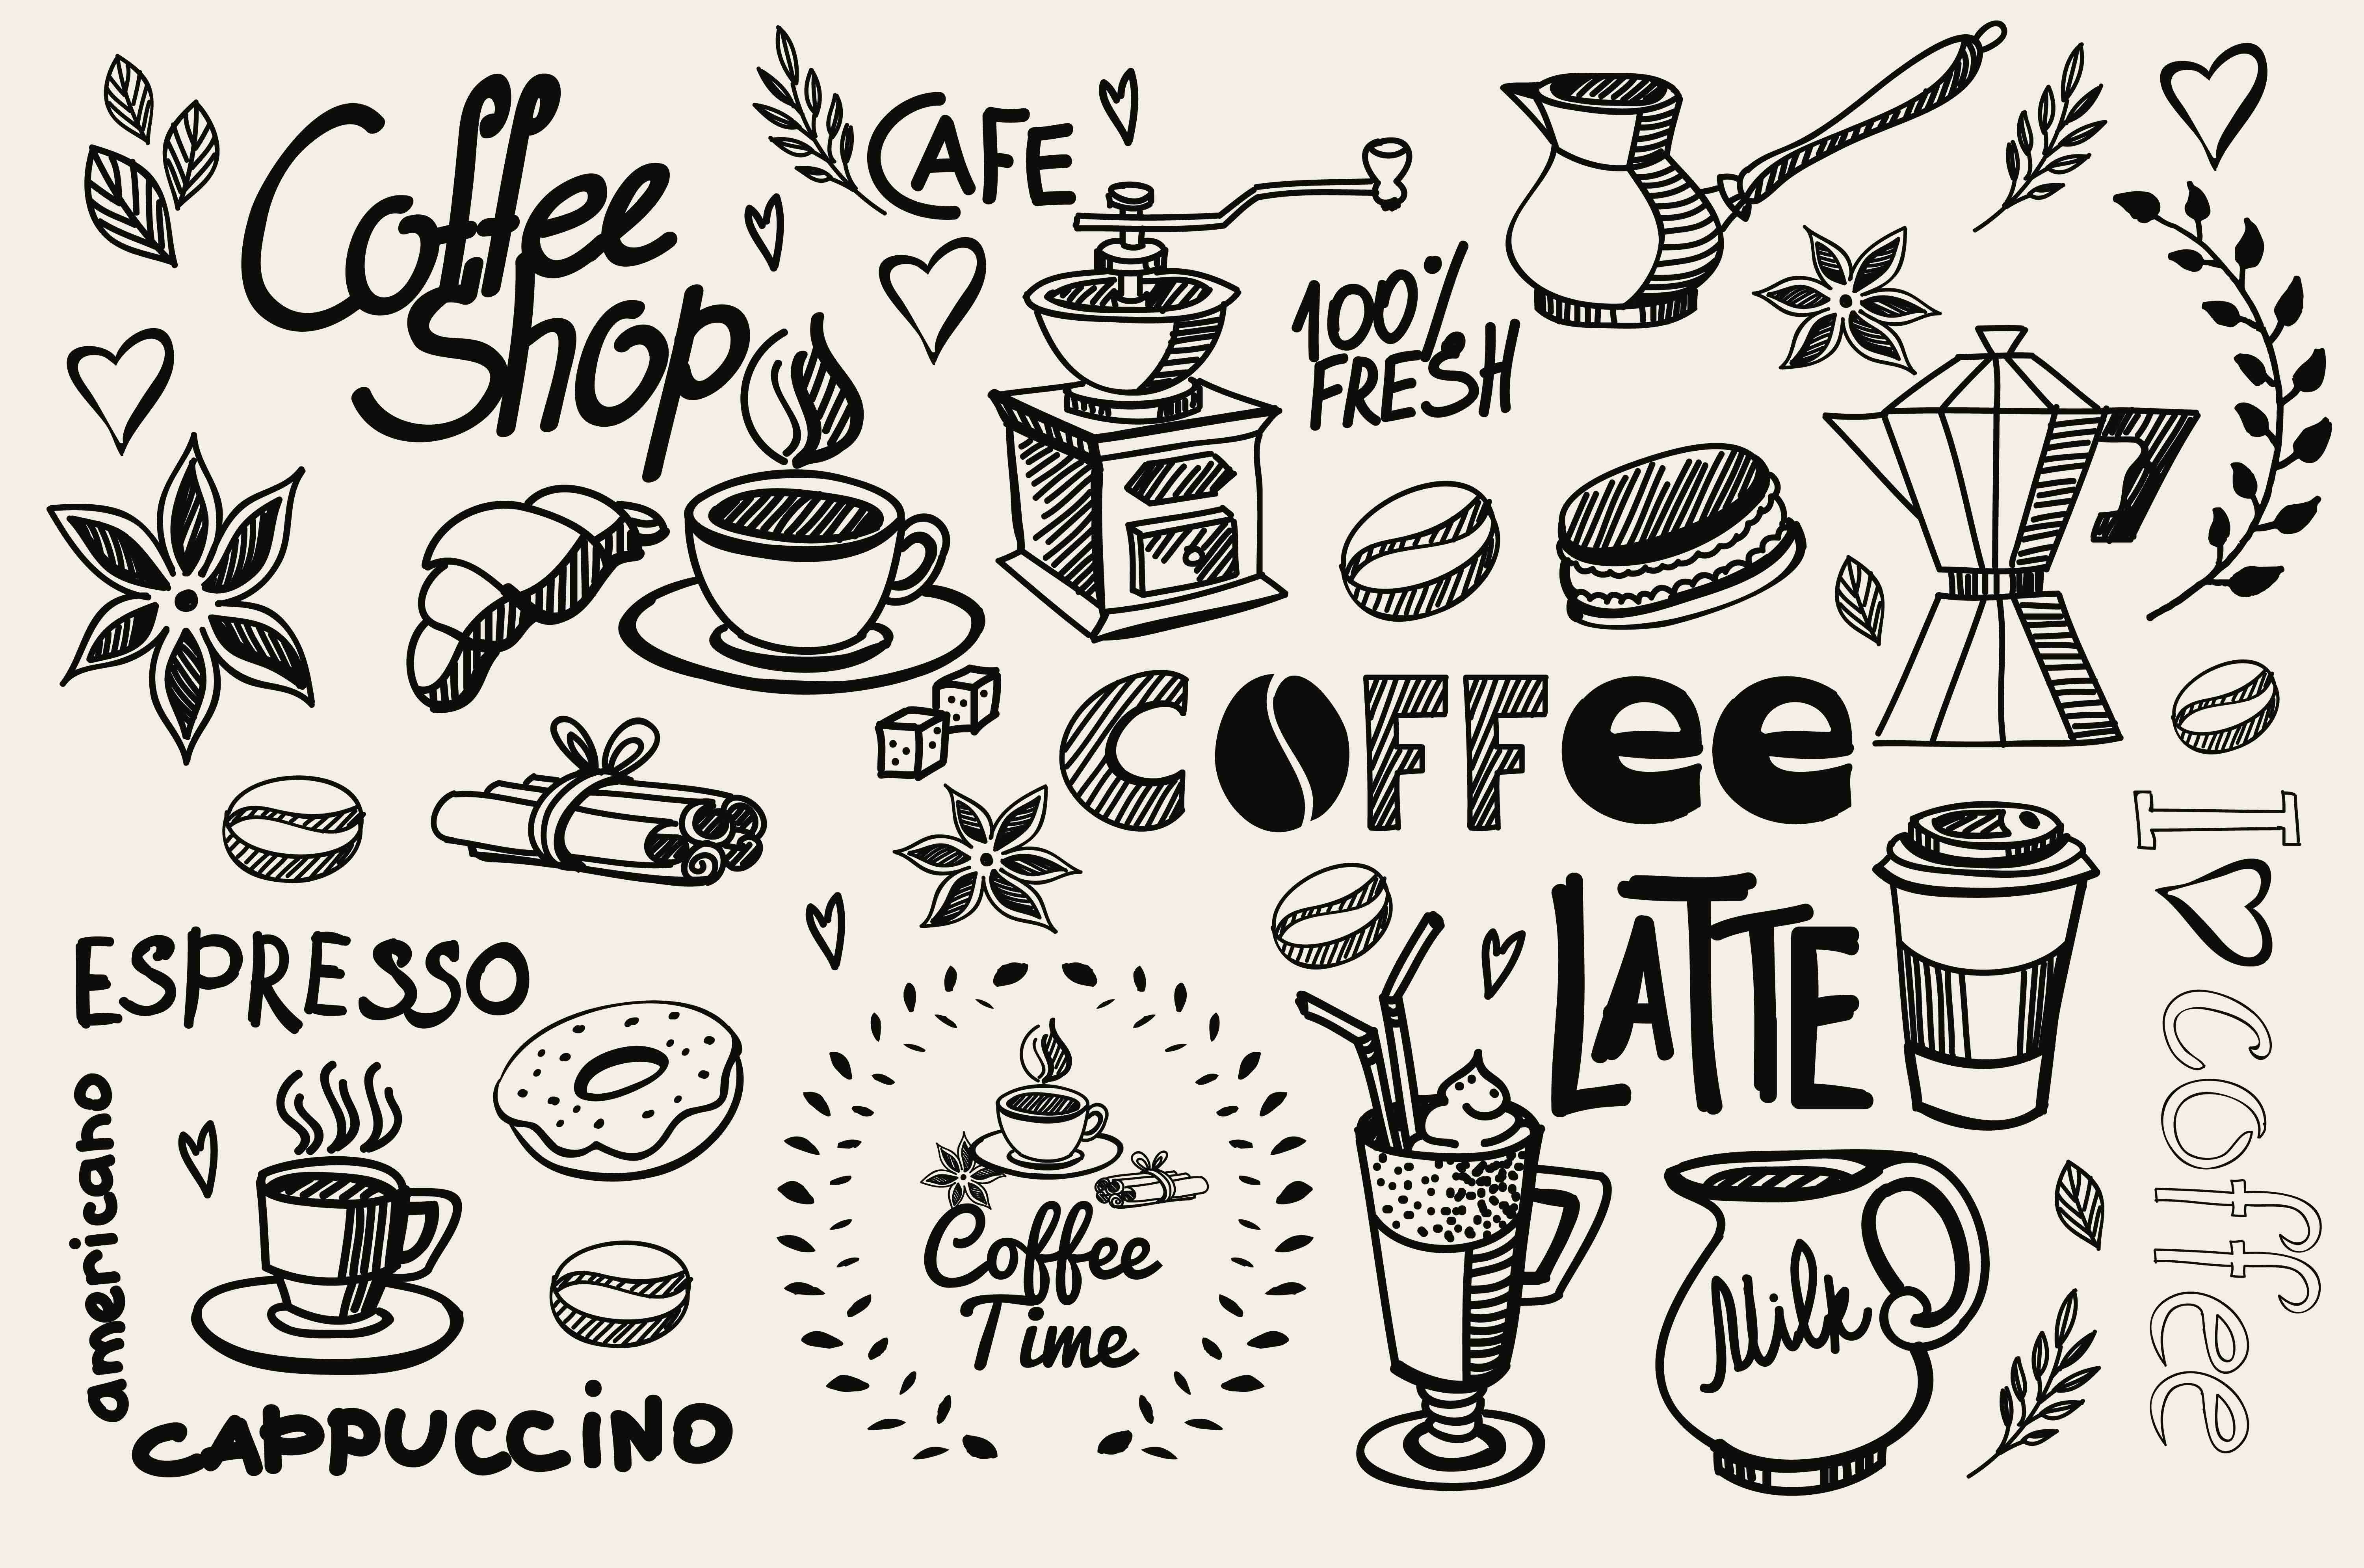 Coffee
Shop
CAFE
100%
FRESH
COFFee
LATTE
I ♡ coffee
ESPRESSO
americano
CAPPUCCiNO
Coffee
Time
Milk